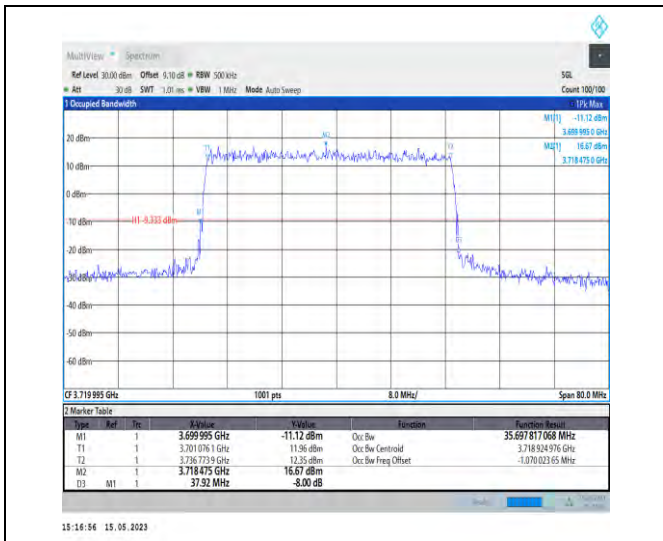 MultiView Spectrum
Ref Level 30.00 dBm Offset 9.10 dB RBW 500 kHz SGL
Att 30 dB SWT 1.01 ms VBW 1 MHz Mode Auto Sweep Count 100/100
1 Occupied Bandwidth 1Pk Max
M1[1] -11.12 dBm
3.699 995 0 GHz
M2[1] 16.67 dBm
3.718 475 0 GHz
20 dBm
M2
T1
10 dBm
0 dBm
M1
-10 dBm
H1 -9.333 dBm
-20 dBm
-30 dBm
-40 dBm
-50 dBm
-60 dBm
CF 3.719 995 GHz 1001 pts 8.0 MHz/ Span 80.0 MHz
2 Marker Table
Type Ref Trc X-Value Y-Value Function Function Result
M1 1 3.699 995 GHz -11.12 dBm Occ Bw 35.697 817 068 MHz
T1 1 3.701 076 1 GHz 11.96 dBm Occ Bw Centroid 3.718 924 976 GHz
T2 1 3.736 773 9 GHz 12.35 dBm Occ Bw Freq Offset -1.070 023 65 MHz
M2 1 3.718 475 GHz 16.67 dBm
D3 M1 1 37.92 MHz -8.00 dB
15:16:56 15.05.2023